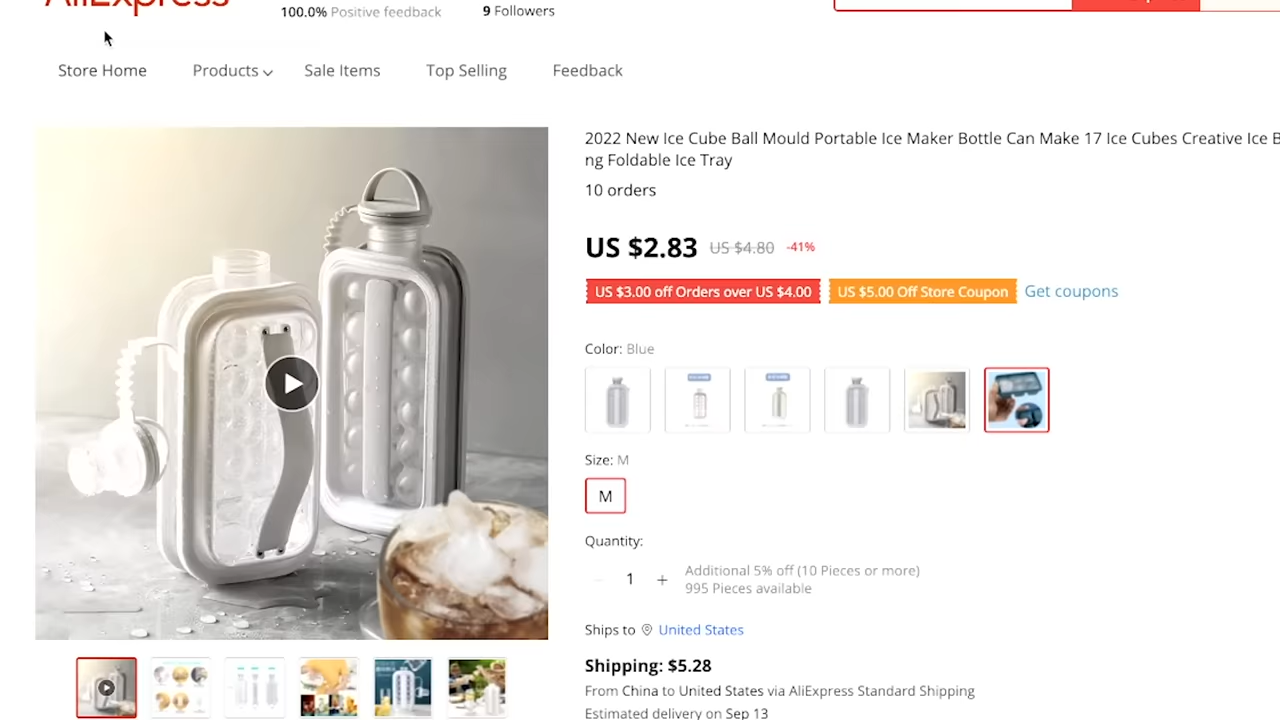 AliExpress
100.0% Positive feedback
9 Followers
Store Home
Products
Sale Items
Top Selling
Feedback
2022 New Ice Cube Ball Mould Portable Ice Maker Bottle Can Make 17 Ice Cubes Creative Ice B
ng Foldable Ice Tray
10 orders
US $2.83 US $4.80 -41%
US $3.00 off Orders over US $4.00 US $5.00 Off Store Coupon Get coupons
Color: Blue
Size: M
M
Quantity:
1
Additional 5% off (10 Pieces or more)
995 Pieces available
Ships to United States
Shipping: $5.28
From China to United States via AliExpress Standard Shipping
Estimated delivery on Sep 13